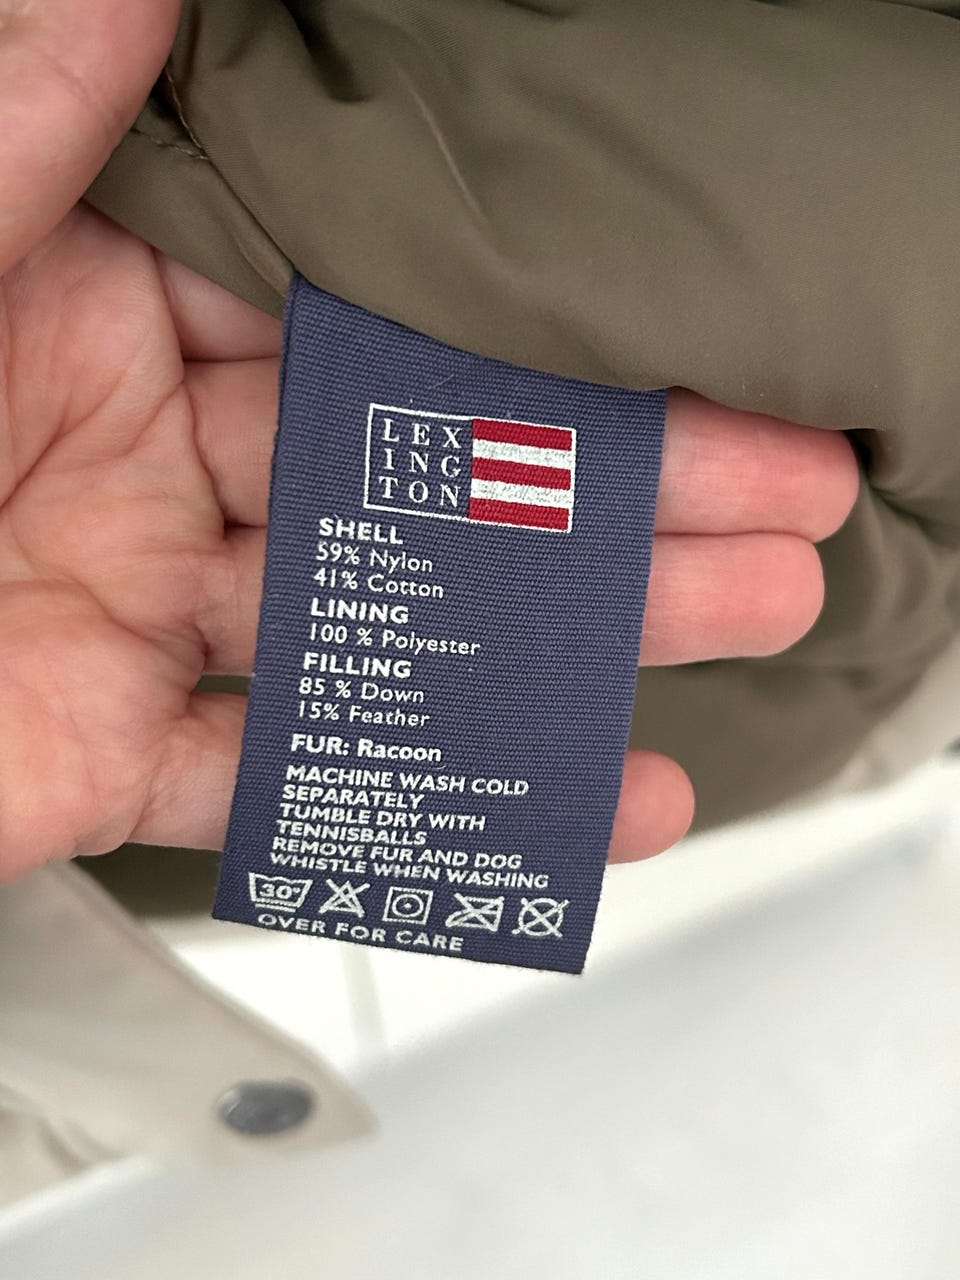 LEX
ING
TON
SHELL
59% Nylon
41% Cotton
LINING
100 % Polyester
FILLING
85 % Down
15% Feather
FUR: Racoon
MACHINE WASH COLD
SEPARATELY
TUMBLE DRY WITH
TENNISBALLS
REMOVE FUR AND DOG
WHISTLE WHEN WASHING
30°
OVER FOR CARE